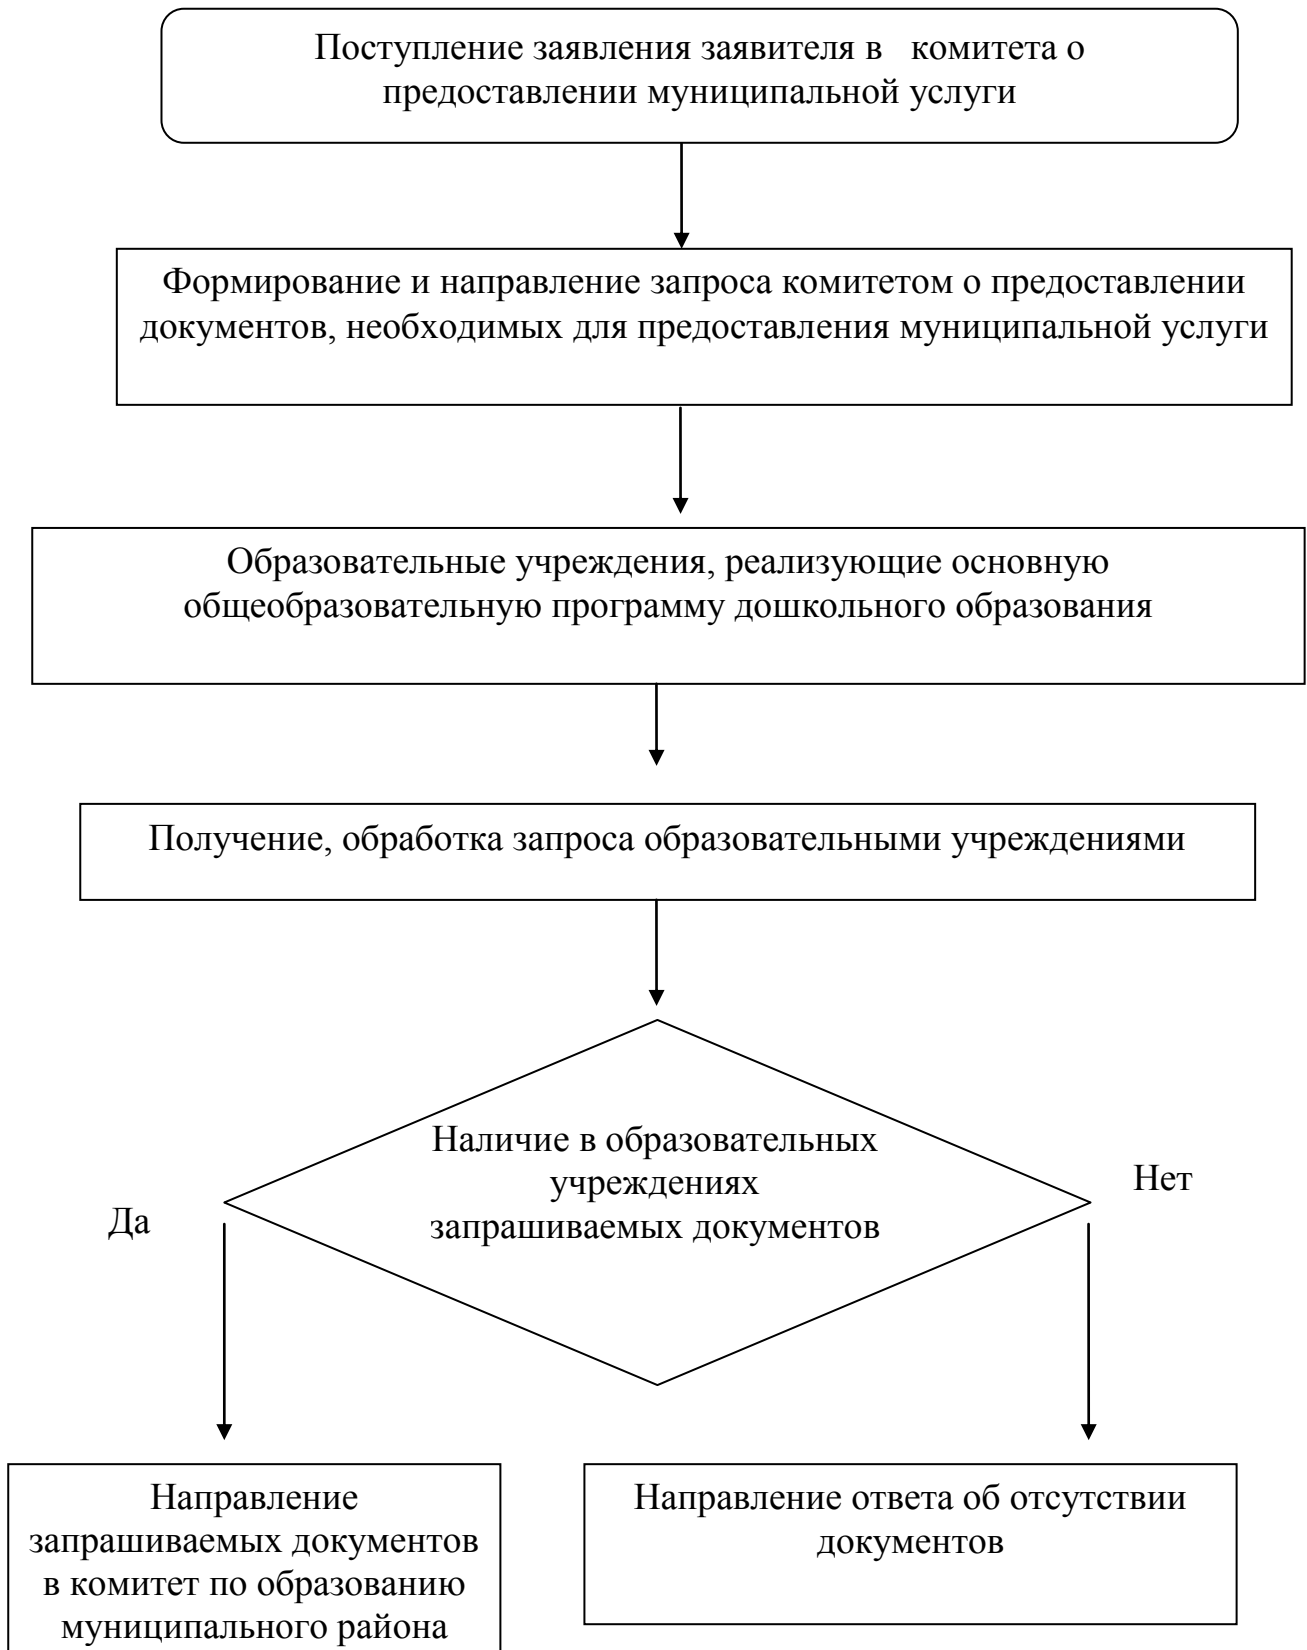 Поступление заявления заявителя в комитета о
предоставлении муниципальной услуги
Формирование и направление запроса комитетом о предоставлении
документов, необходимых для предоставления муниципальной услуги
Образовательные учреждения, реализующие основную
общеобразовательную программу дошкольного образования
Получение, обработка запроса образовательными учреждениями
Наличие в образовательных
учреждениях
запрашиваемых документов
Да
Нет
Направление
запрашиваемых документов
в комитет по образованию
муниципального района
Направление ответа об отсутствии
документов